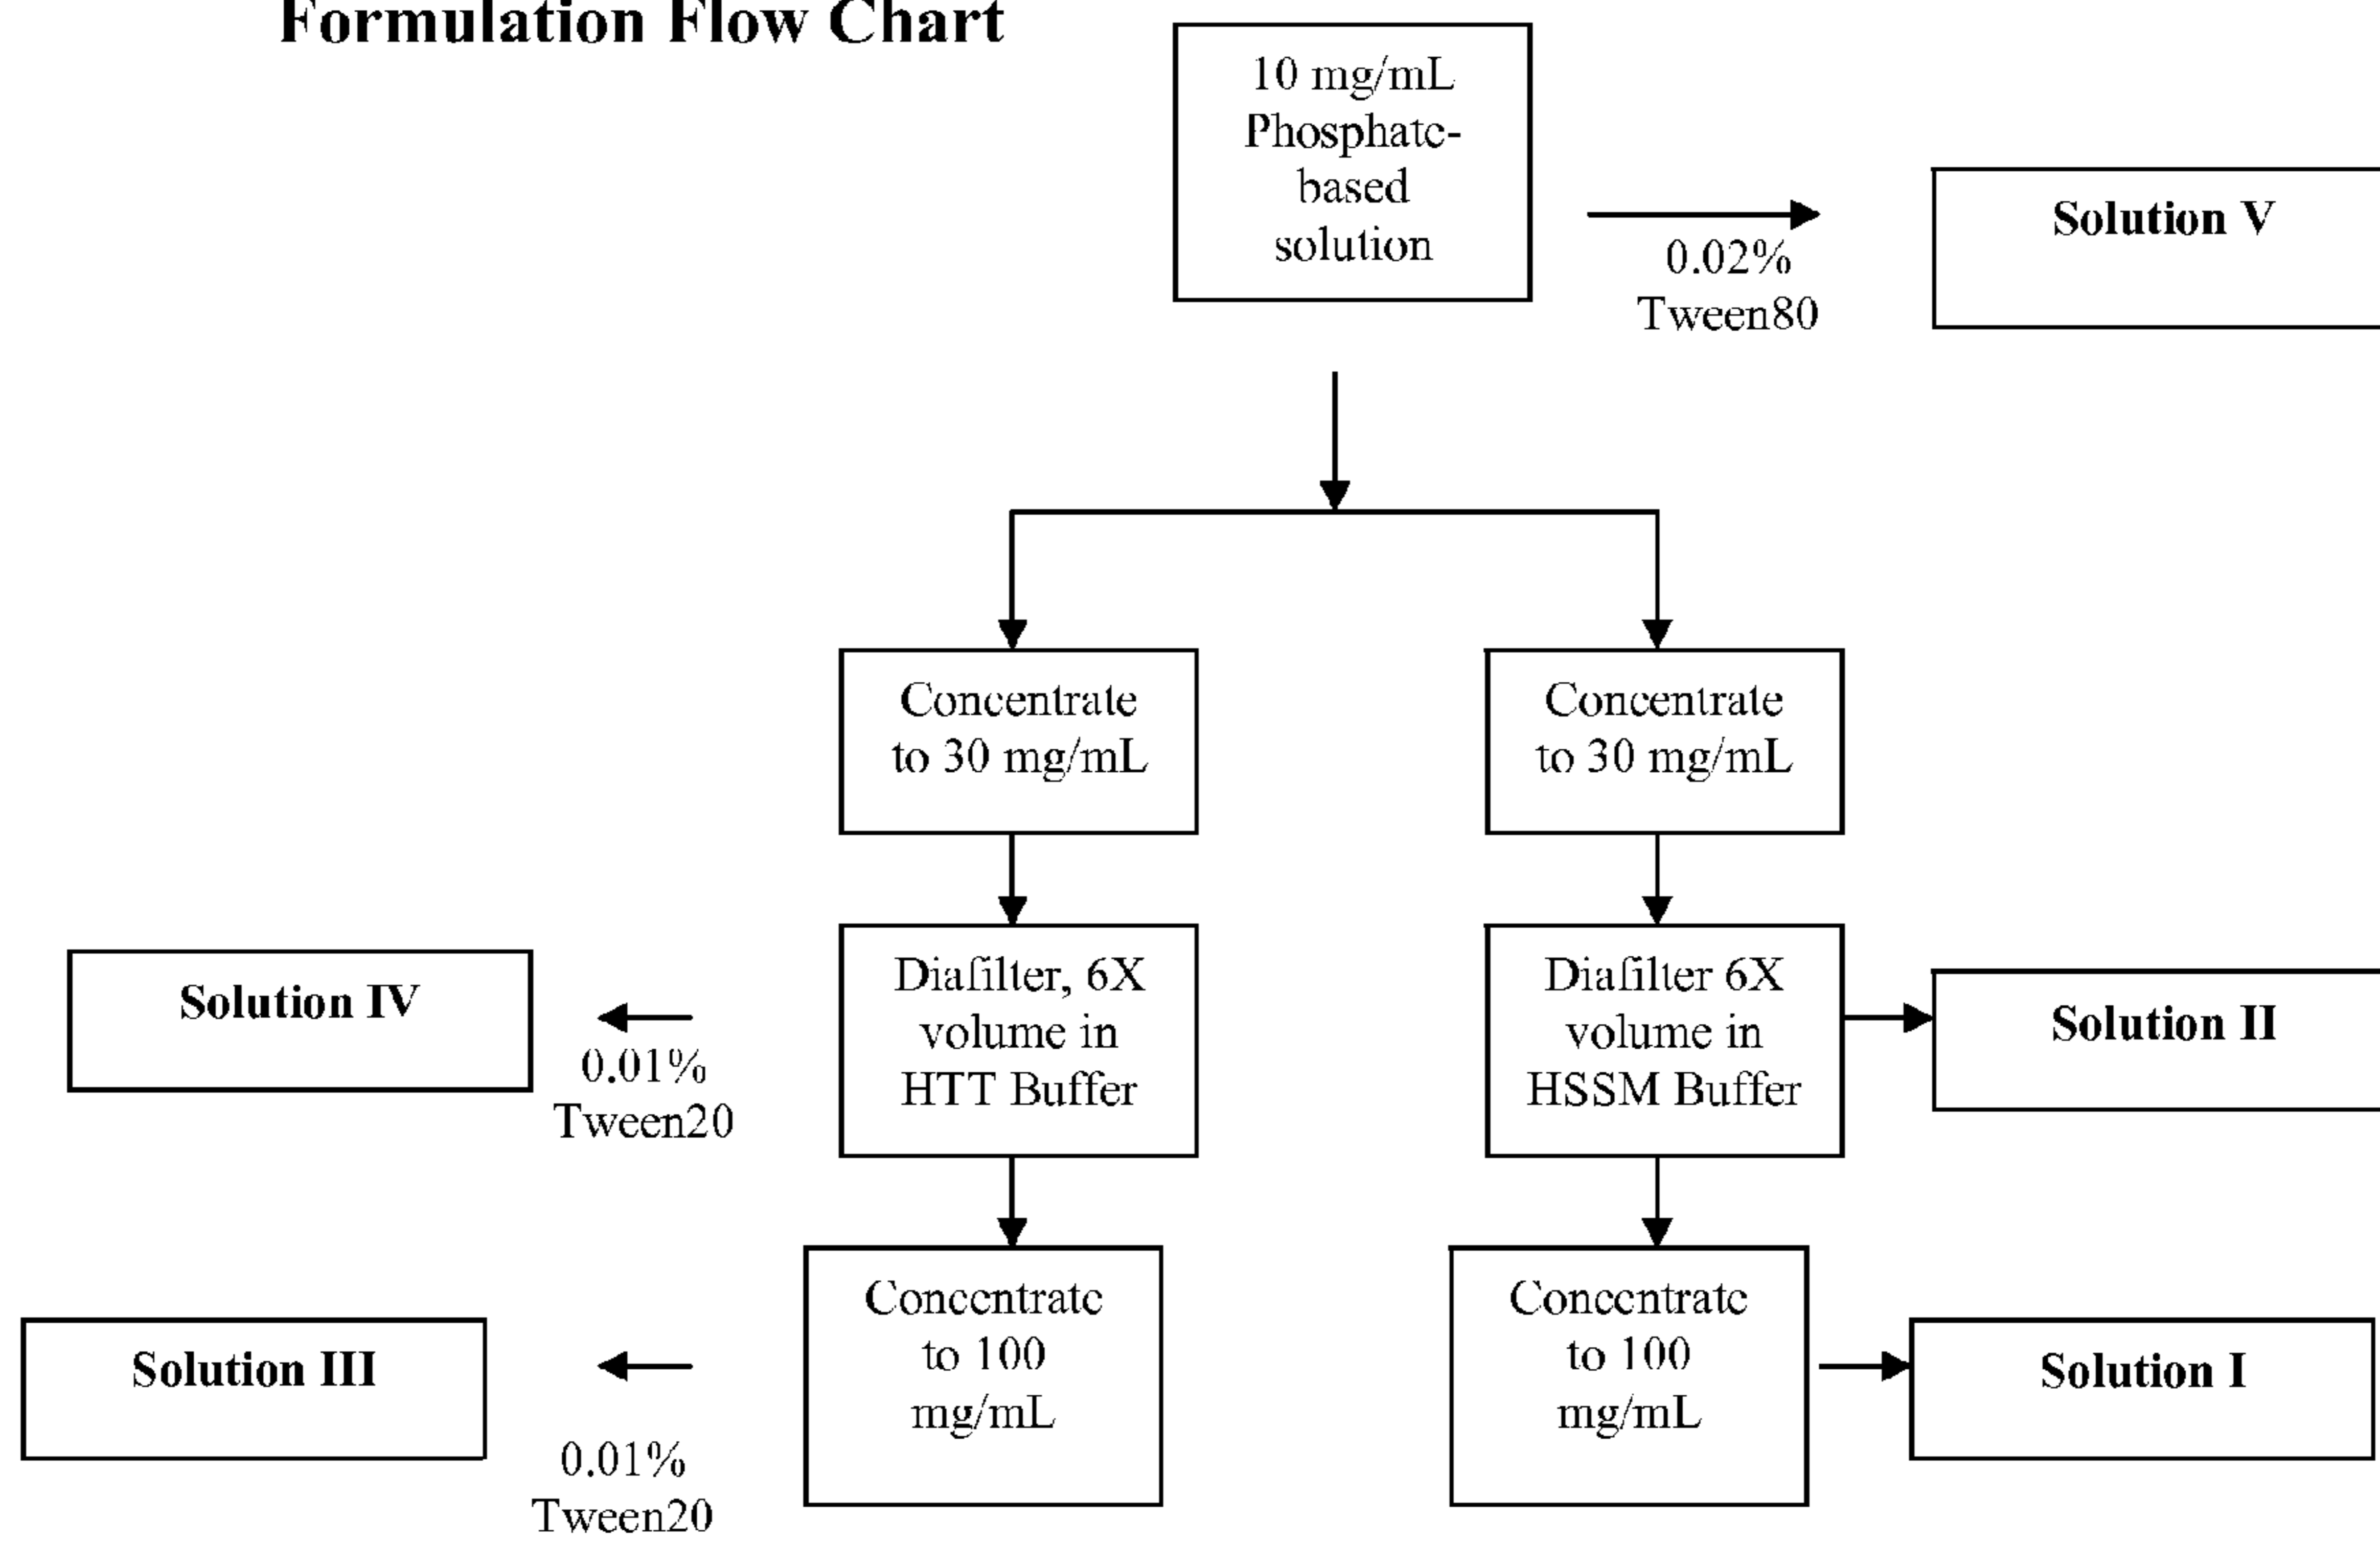 Formulation Flow Chart
10 mg/mL
Phosphate-
based
solution
0.02%
Tween80
Solution V
Concentrate
to 30 mg/mL
Concentrate
to 30 mg/mL
Solution IV
0.01%
Tween20
Diafilter, 6X
volume in
HTT Buffer
Diafilter 6X
volume in
HSSM Buffer
Solution II
Solution III
0.01%
Tween20
Concentrate
to 100
mg/mL
Concentrate
to 100
mg/mL
Solution I